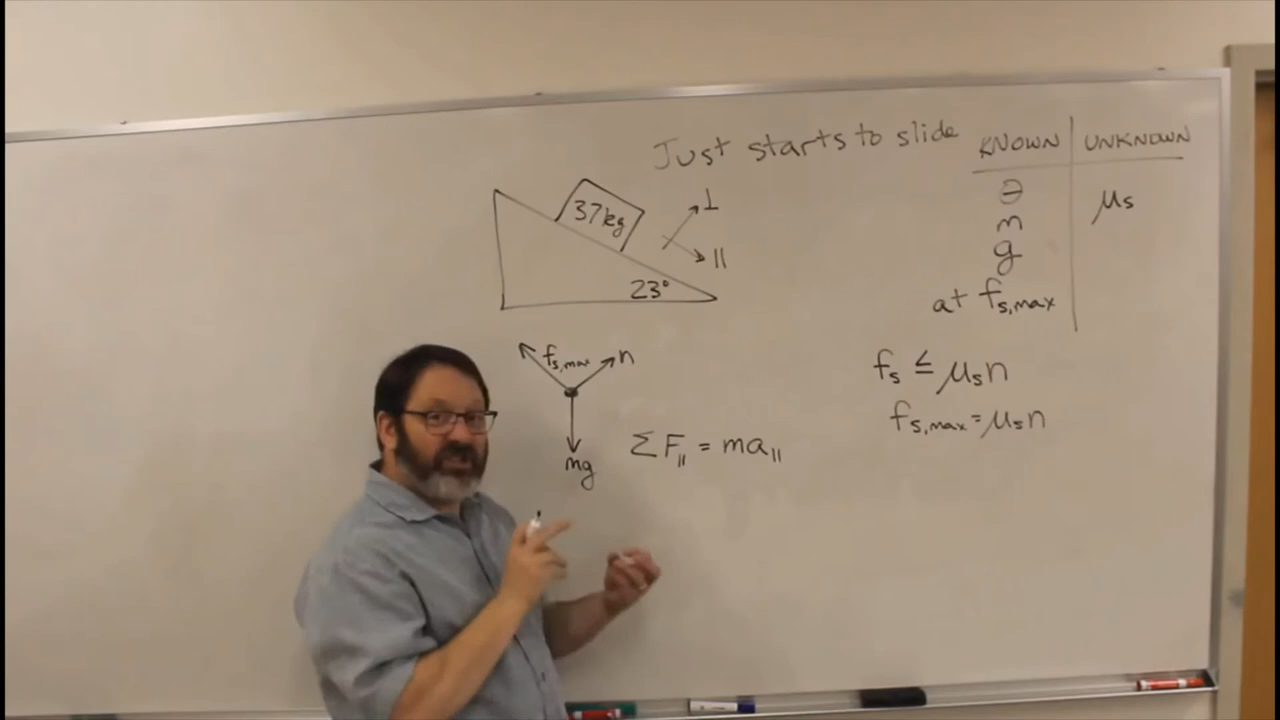 Just starts to slide
KNOWN UNKNOWN
θ μs
m
g
at fs,max
37kg
⊥
||
23°
fs,max n
mg
ΣF|| = ma||
fs ≤ μsn
fs,max = μsn